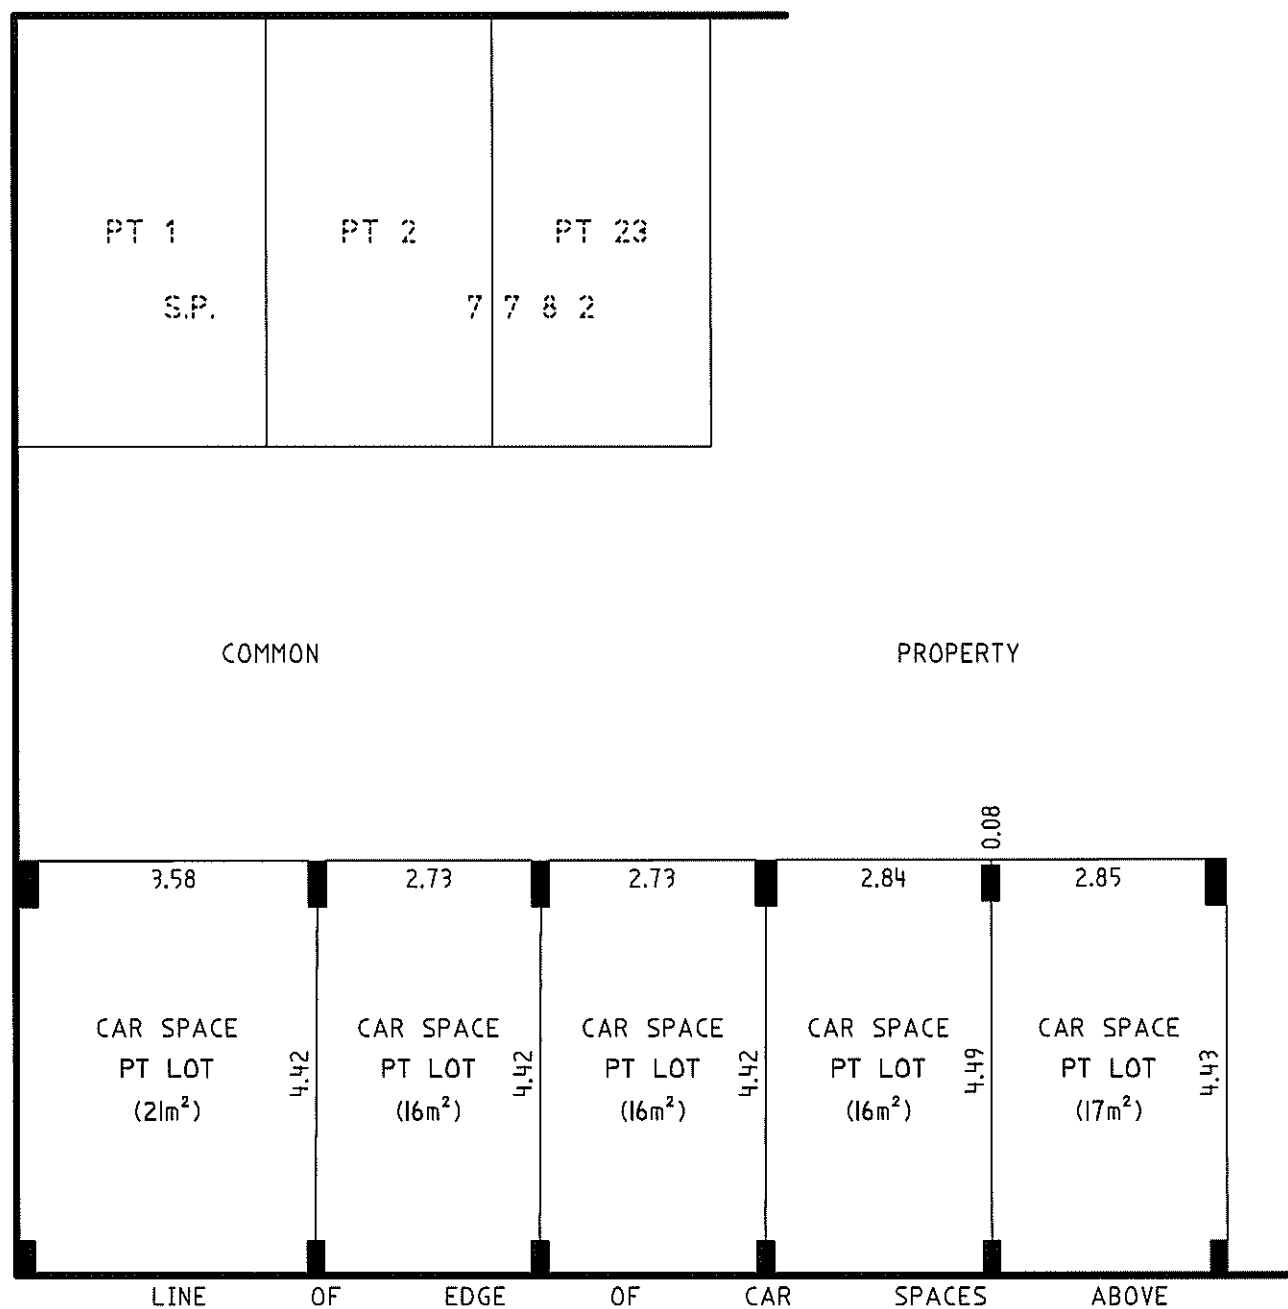 PT 1 PT 2 PT 23
S.P. 7 7 8 2
COMMON PROPERTY
0.08
3.58 2.73 2.73 2.84 2.85
CAR SPACE
PT LOT
(21m²)
4.42
CAR SPACE
PT LOT
(16m²)
4.42
CAR SPACE
PT LOT
(16m²)
4.42
CAR SPACE
PT LOT
(16m²)
4.49
CAR SPACE
PT LOT
(17m²)
4.43
LINE OF EDGE OF CAR SPACES ABOVE